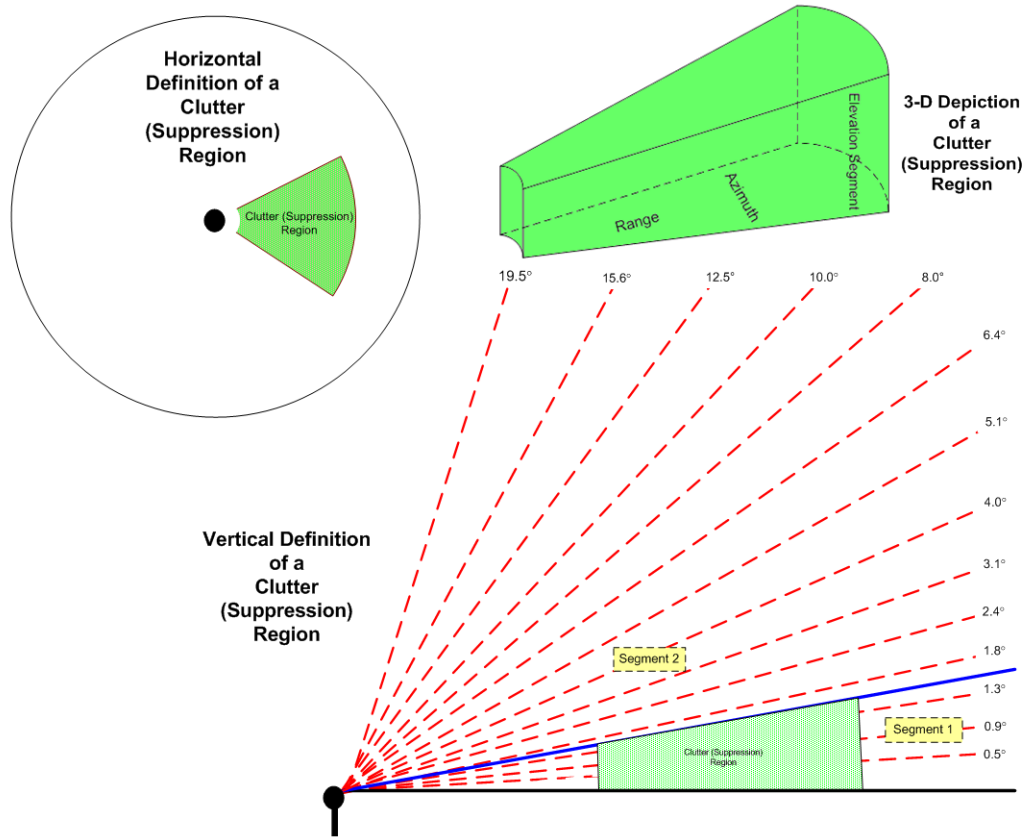 Horizontal
Definition of a
Clutter
(Suppression)
Region
Clutter (Suppression)
Region
3-D Depiction
of a
Clutter
(Suppression)
Region
Elevation Segment
Azimuth
Range
19.5°
15.6°
12.5°
10.0°
8.0°
6.4°
5.1°
4.0°
3.1°
2.4°
1.8°
1.3°
0.9°
0.5°
Vertical Definition
of a
Clutter
(Suppression)
Region
Segment 2
Segment 1
Clutter (Suppression)
Region